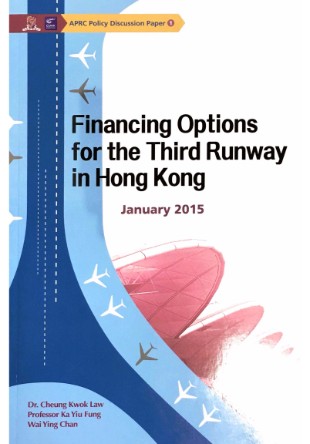 APRC Policy Discussion Paper 1
Financing Options
for the Third Runway
in Hong Kong
January 2015
Dr. Cheung Kwok Law
Professor Ka Yiu Fung
Wai Ying Chan